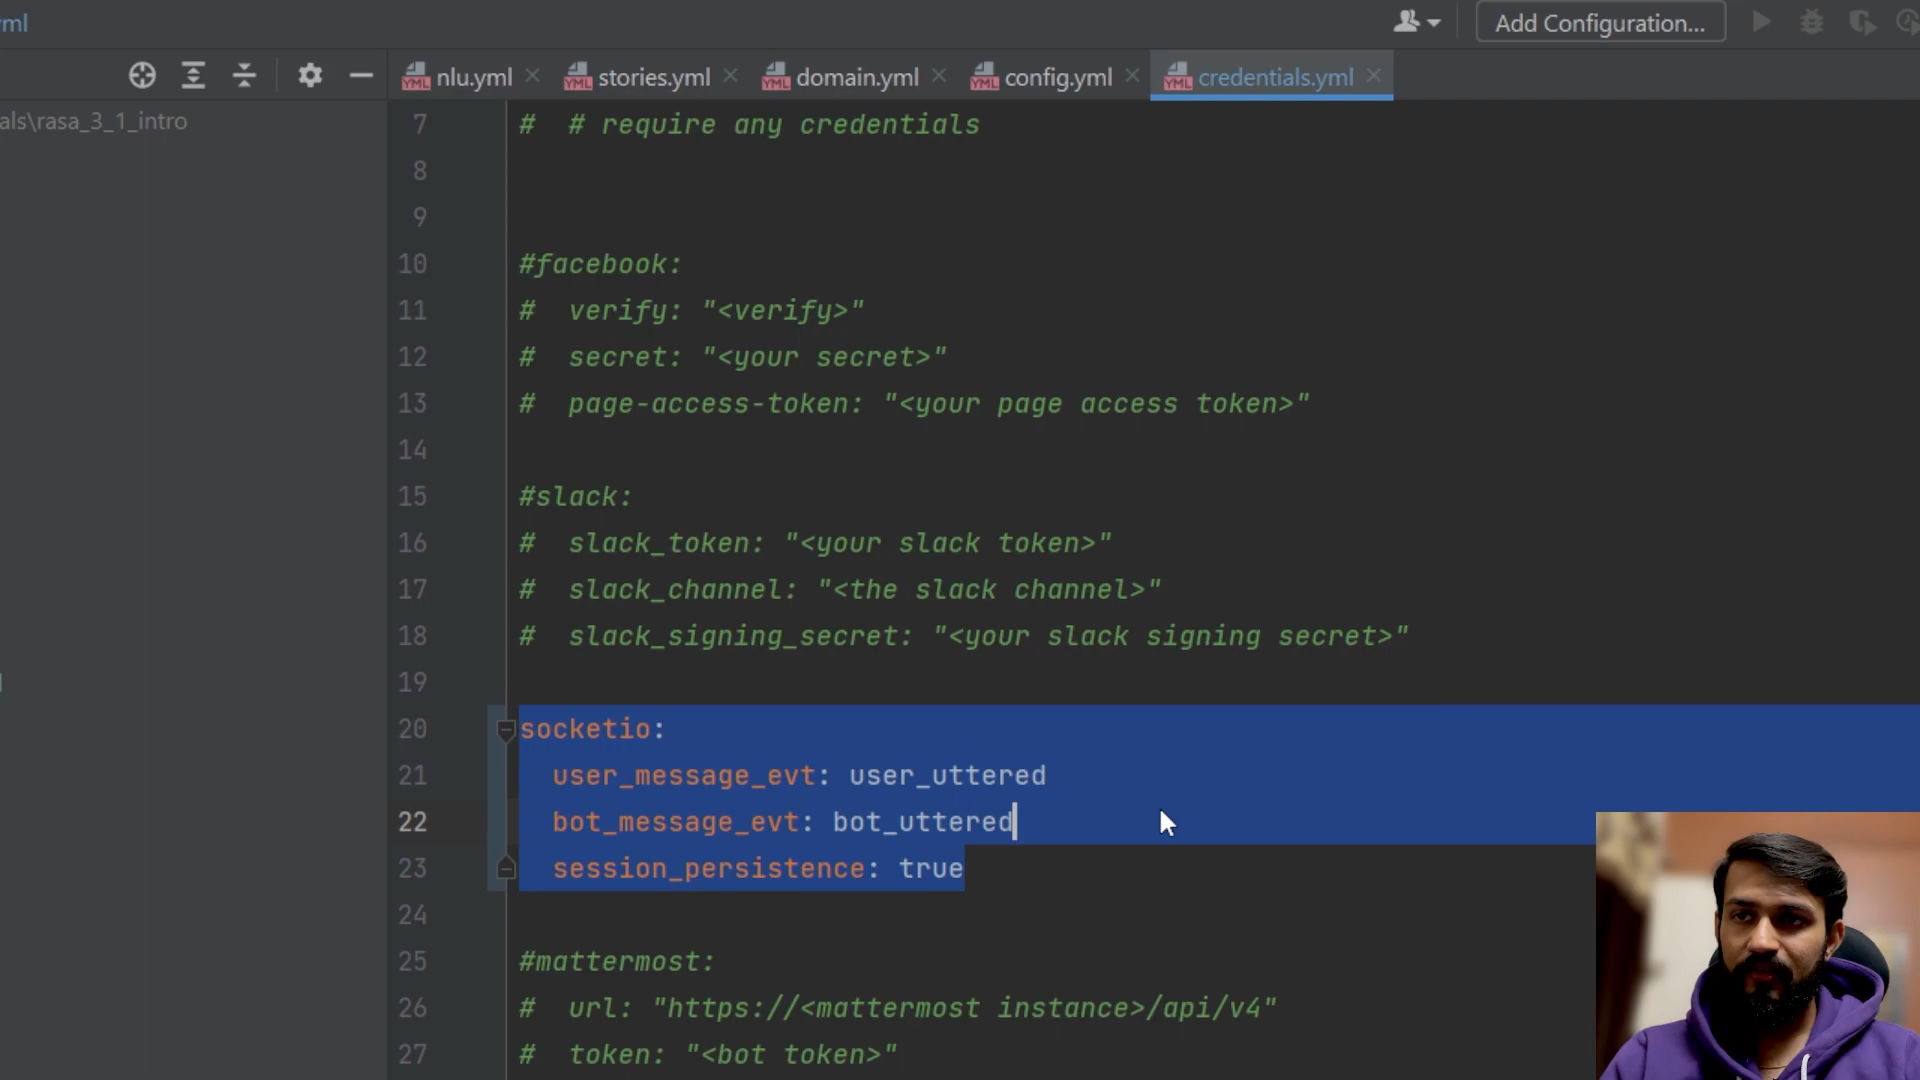 yml
Add Configuration...
nlu.yml
stories.yml
domain.yml
config.yml
credentials.yml
als\rasa_3_1_intro
7 # # require any credentials
8
9
10 #facebook:
11 # verify: "<verify>"
12 # secret: "<your secret>"
13 # page-access-token: "<your page access token>"
14
15 #slack:
16 # slack_token: "<your slack token>"
17 # slack_channel: "<the slack channel>"
18 # slack_signing_secret: "<your slack signing secret>"
19
20 socketio:
21 user_message_evt: user_uttered
22 bot_message_evt: bot_uttered
23 session_persistence: true
24
25 #mattermost:
26 # url: "https://<mattermost instance>/api/v4"
27 # token: "<bot token>"